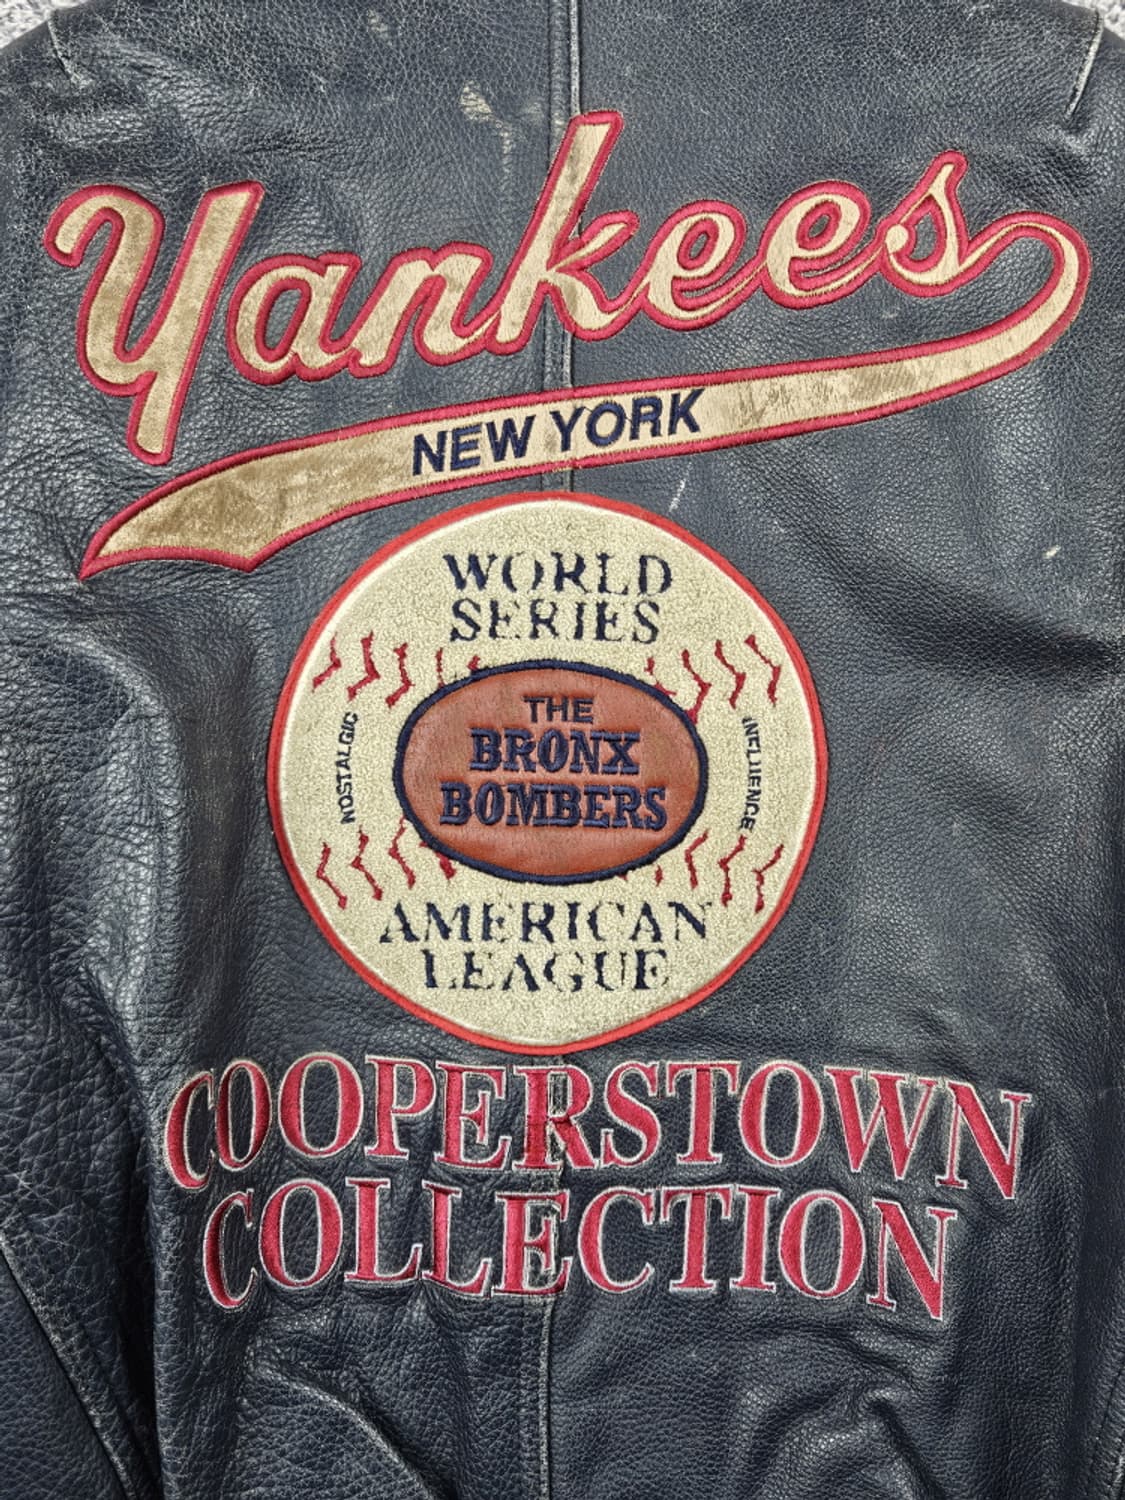 Yankees
NEW YORK
WORLD
SERIES
NOSTALGIC
THE
BRONX
BOMBERS
INFLUENCE
AMERICAN
LEAGUE
COOPERSTOWN
COLLECTION